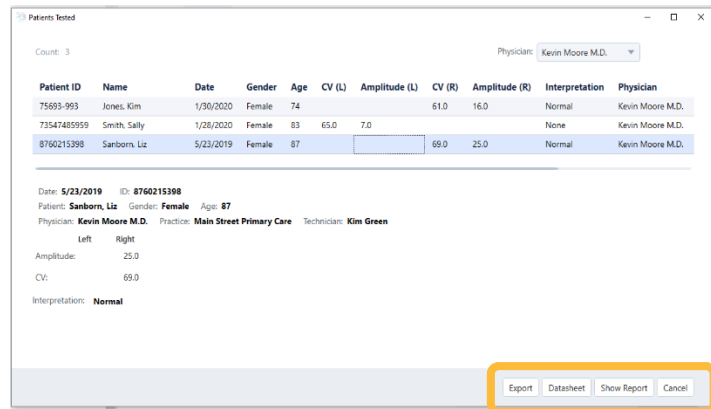 Patients Tested
Count: 3 Physician: Kevin Moore M.D.
Patient ID Name Date Gender Age CV (L) Amplitude (L) CV (R) Amplitude (R) Interpretation Physician
75693-993 Jones, Kim 1/30/2020 Female 74 61.0 16.0 Normal Kevin Moore M.D.
73547485959 Smith, Sally 1/28/2020 Female 83 65.0 7.0 None Kevin Moore M.D.
8760215398 Sanborn, Liz 5/23/2019 Female 87 69.0 25.0 Normal Kevin Moore M.D.
Date: 5/23/2019 ID: 8760215398
Patient: Sanborn, Liz Gender: Female Age: 87
Physician: Kevin Moore M.D. Practice: Main Street Primary Care Technician: Kim Green
Left Right
Amplitude: 25.0
CV: 69.0
Interpretation: Normal
Export Datasheet Show Report Cancel